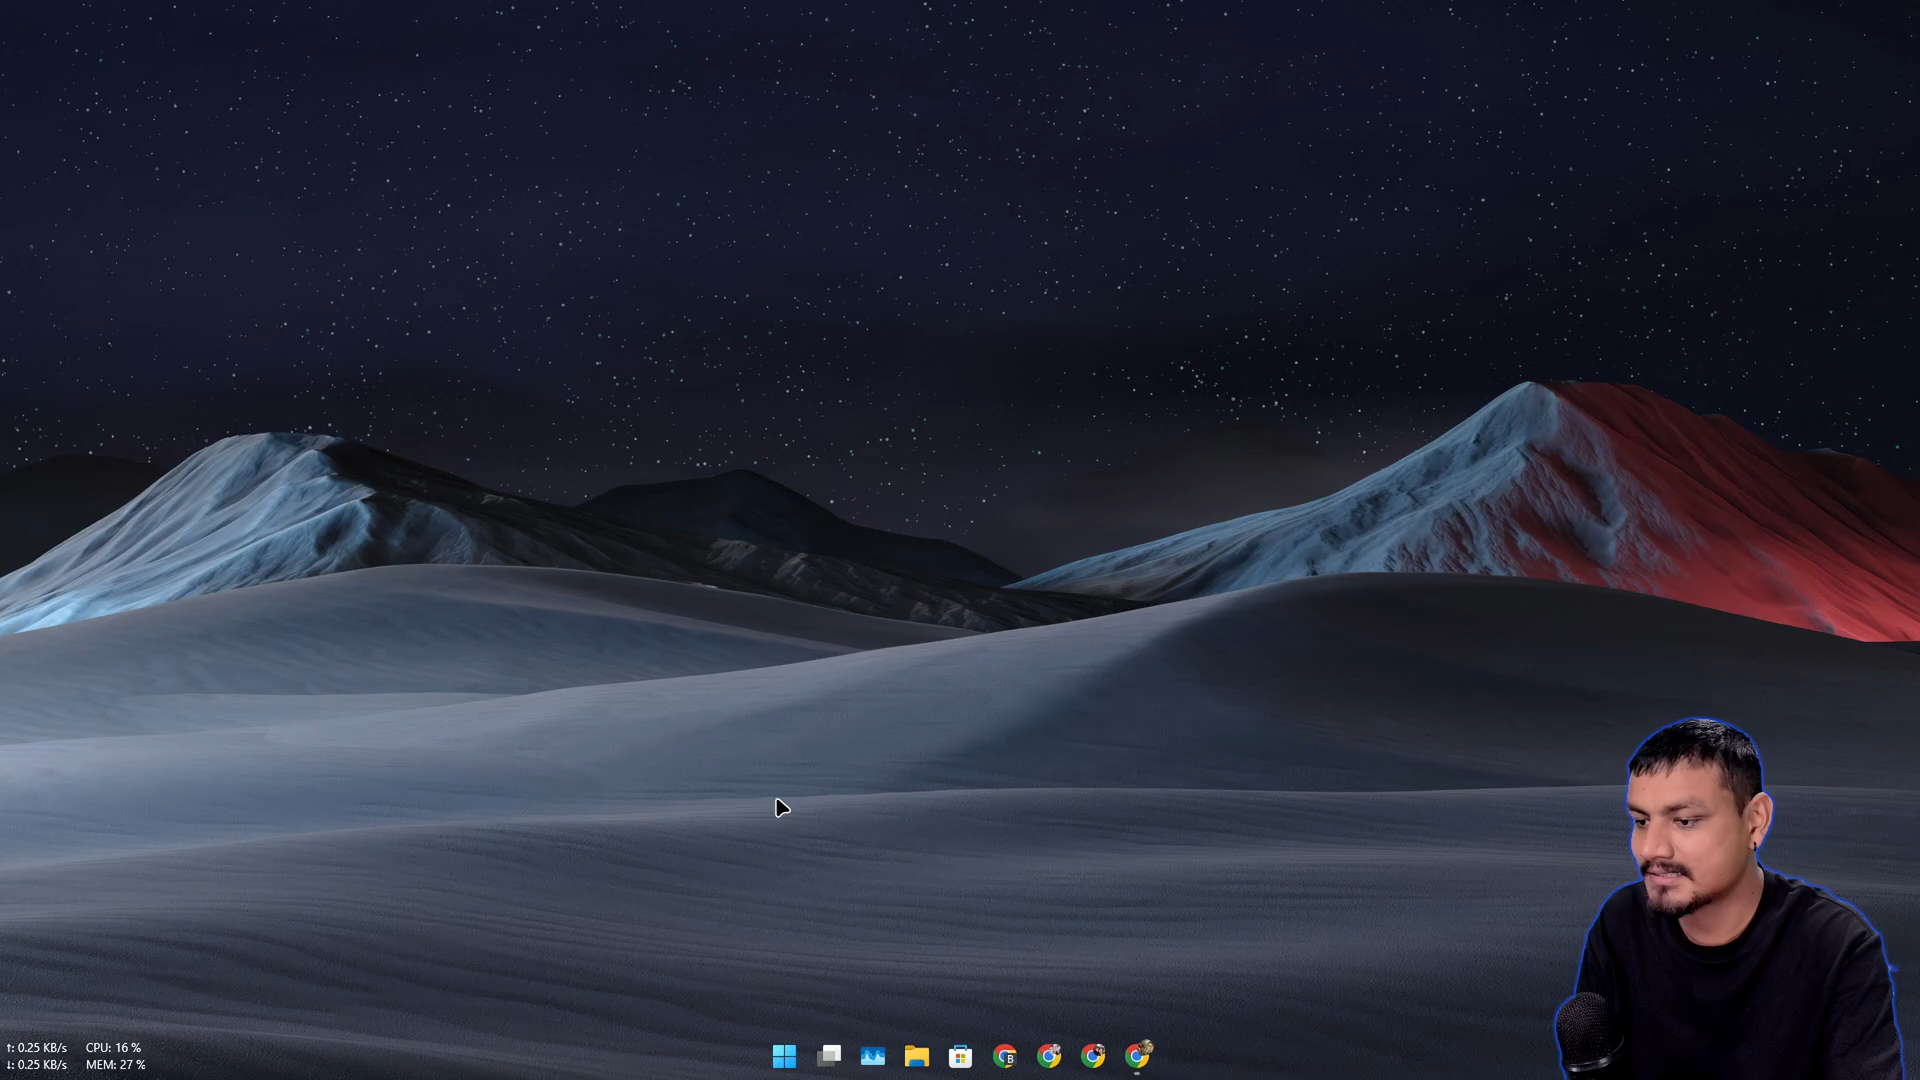 ↑: 0.25 KB/s CPU: 16 %
↓: 0.25 KB/s MEM: 27 %
B